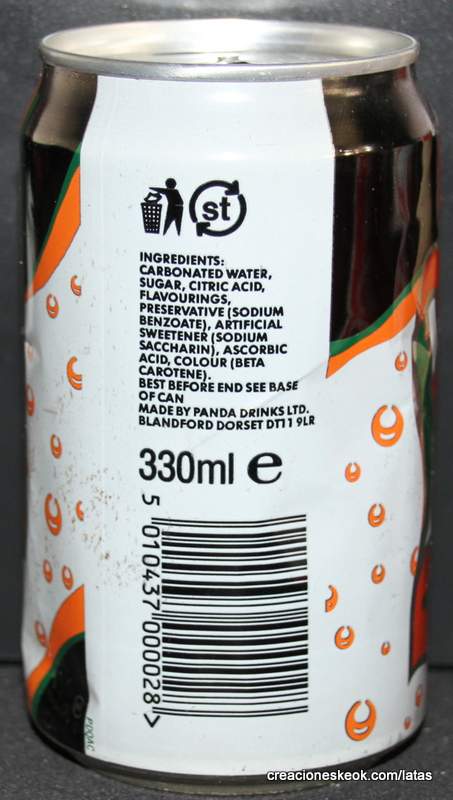 st
INGREDIENTS:
CARBONATED WATER,
SUGAR, CITRIC ACID,
FLAVOURINGS,
PRESERVATIVE (SODIUM
BENZOATE), ARTIFICIAL
SWEETENER (SODIUM
SACCHARIN), ASCORBIC
ACID, COLOUR (BETA
CAROTENE).
BEST BEFORE END SEE BASE
OF CAN
MADE BY PANDA DRINKS LTD.
BLANDFORD DORSET DT11 9LR
330ml e
5 010437 000028 >
creacioneskeok.com/latas